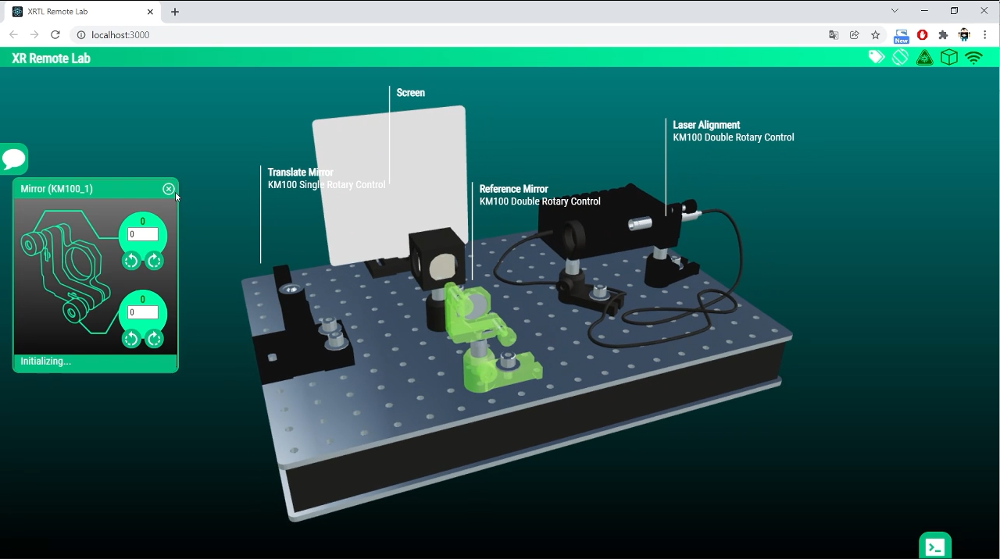 XRTL Remote Lab
localhost:3000
New
XR Remote Lab
Screen
Laser Alignment
KM100 Double Rotary Control
Translate Mirror
KM100 Single Rotary Control
Reference Mirror
KM100 Double Rotary Control
Mirror (KM100_1)
0
0
0
0
Initializing...